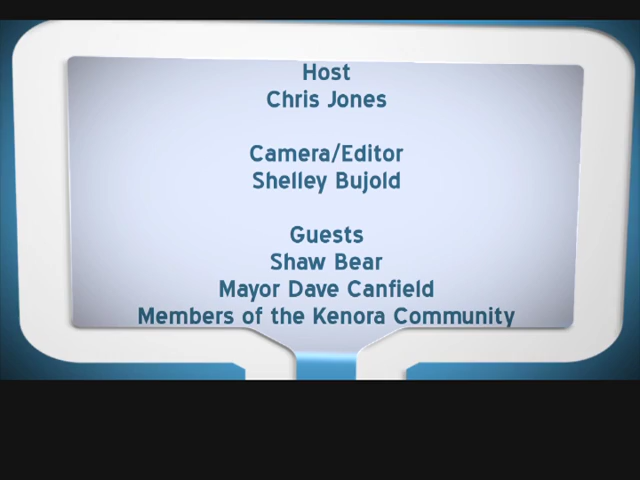 Host
Chris Jones
Camera/Editor
Shelley Bujold
Guests
Shaw Bear
Mayor Dave Canfield
Members of the Kenora Community